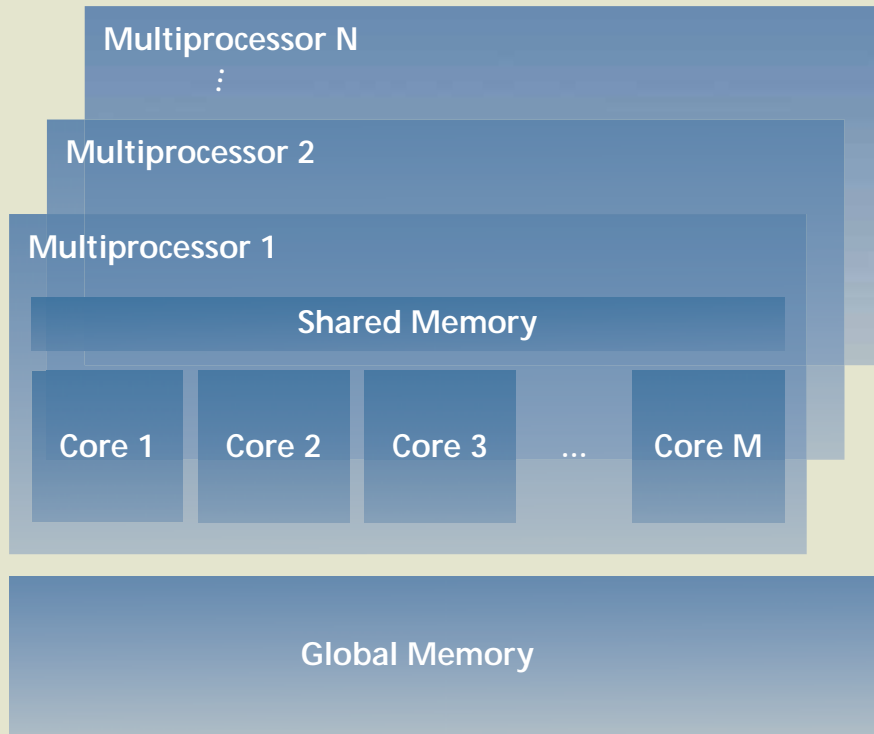 Multiprocessor N
⋮
Multiprocessor 2
Multiprocessor 1
Shared Memory
Core 1 Core 2 Core 3 ... Core M
Global Memory